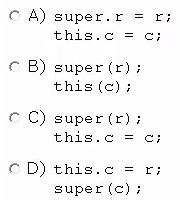 A) super.r = r;
this.c = c;
B) super(r);
this(c);
C) super(r);
this.c = c;
D) this.c = r;
super(c);